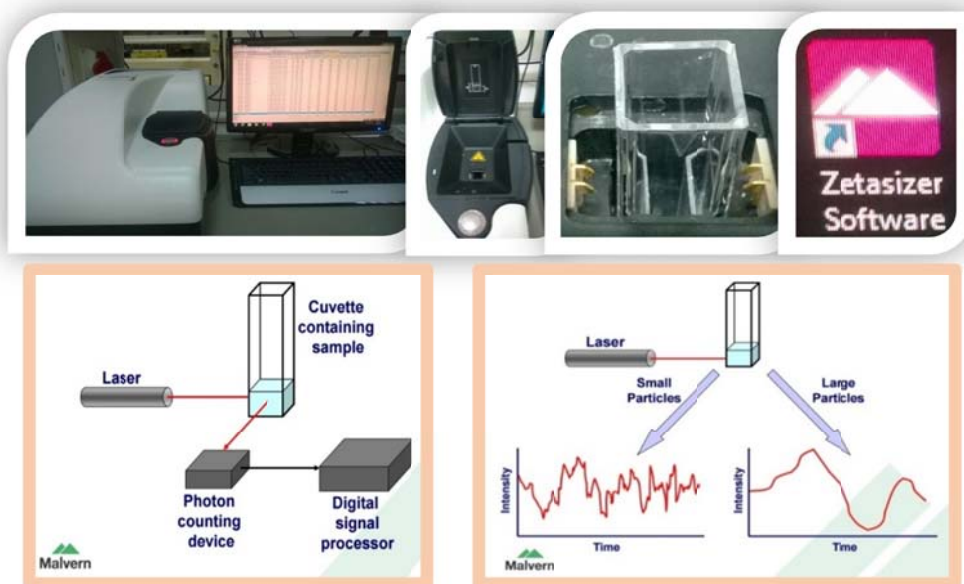 Zetasizer
Software
Cuvette
containing
sample
Laser
Photon
counting
device
Digital
signal
processor
Malvern
Laser
Small
Particles
Large
Particles
Intensity
Time
Intensity
Time
Malvern